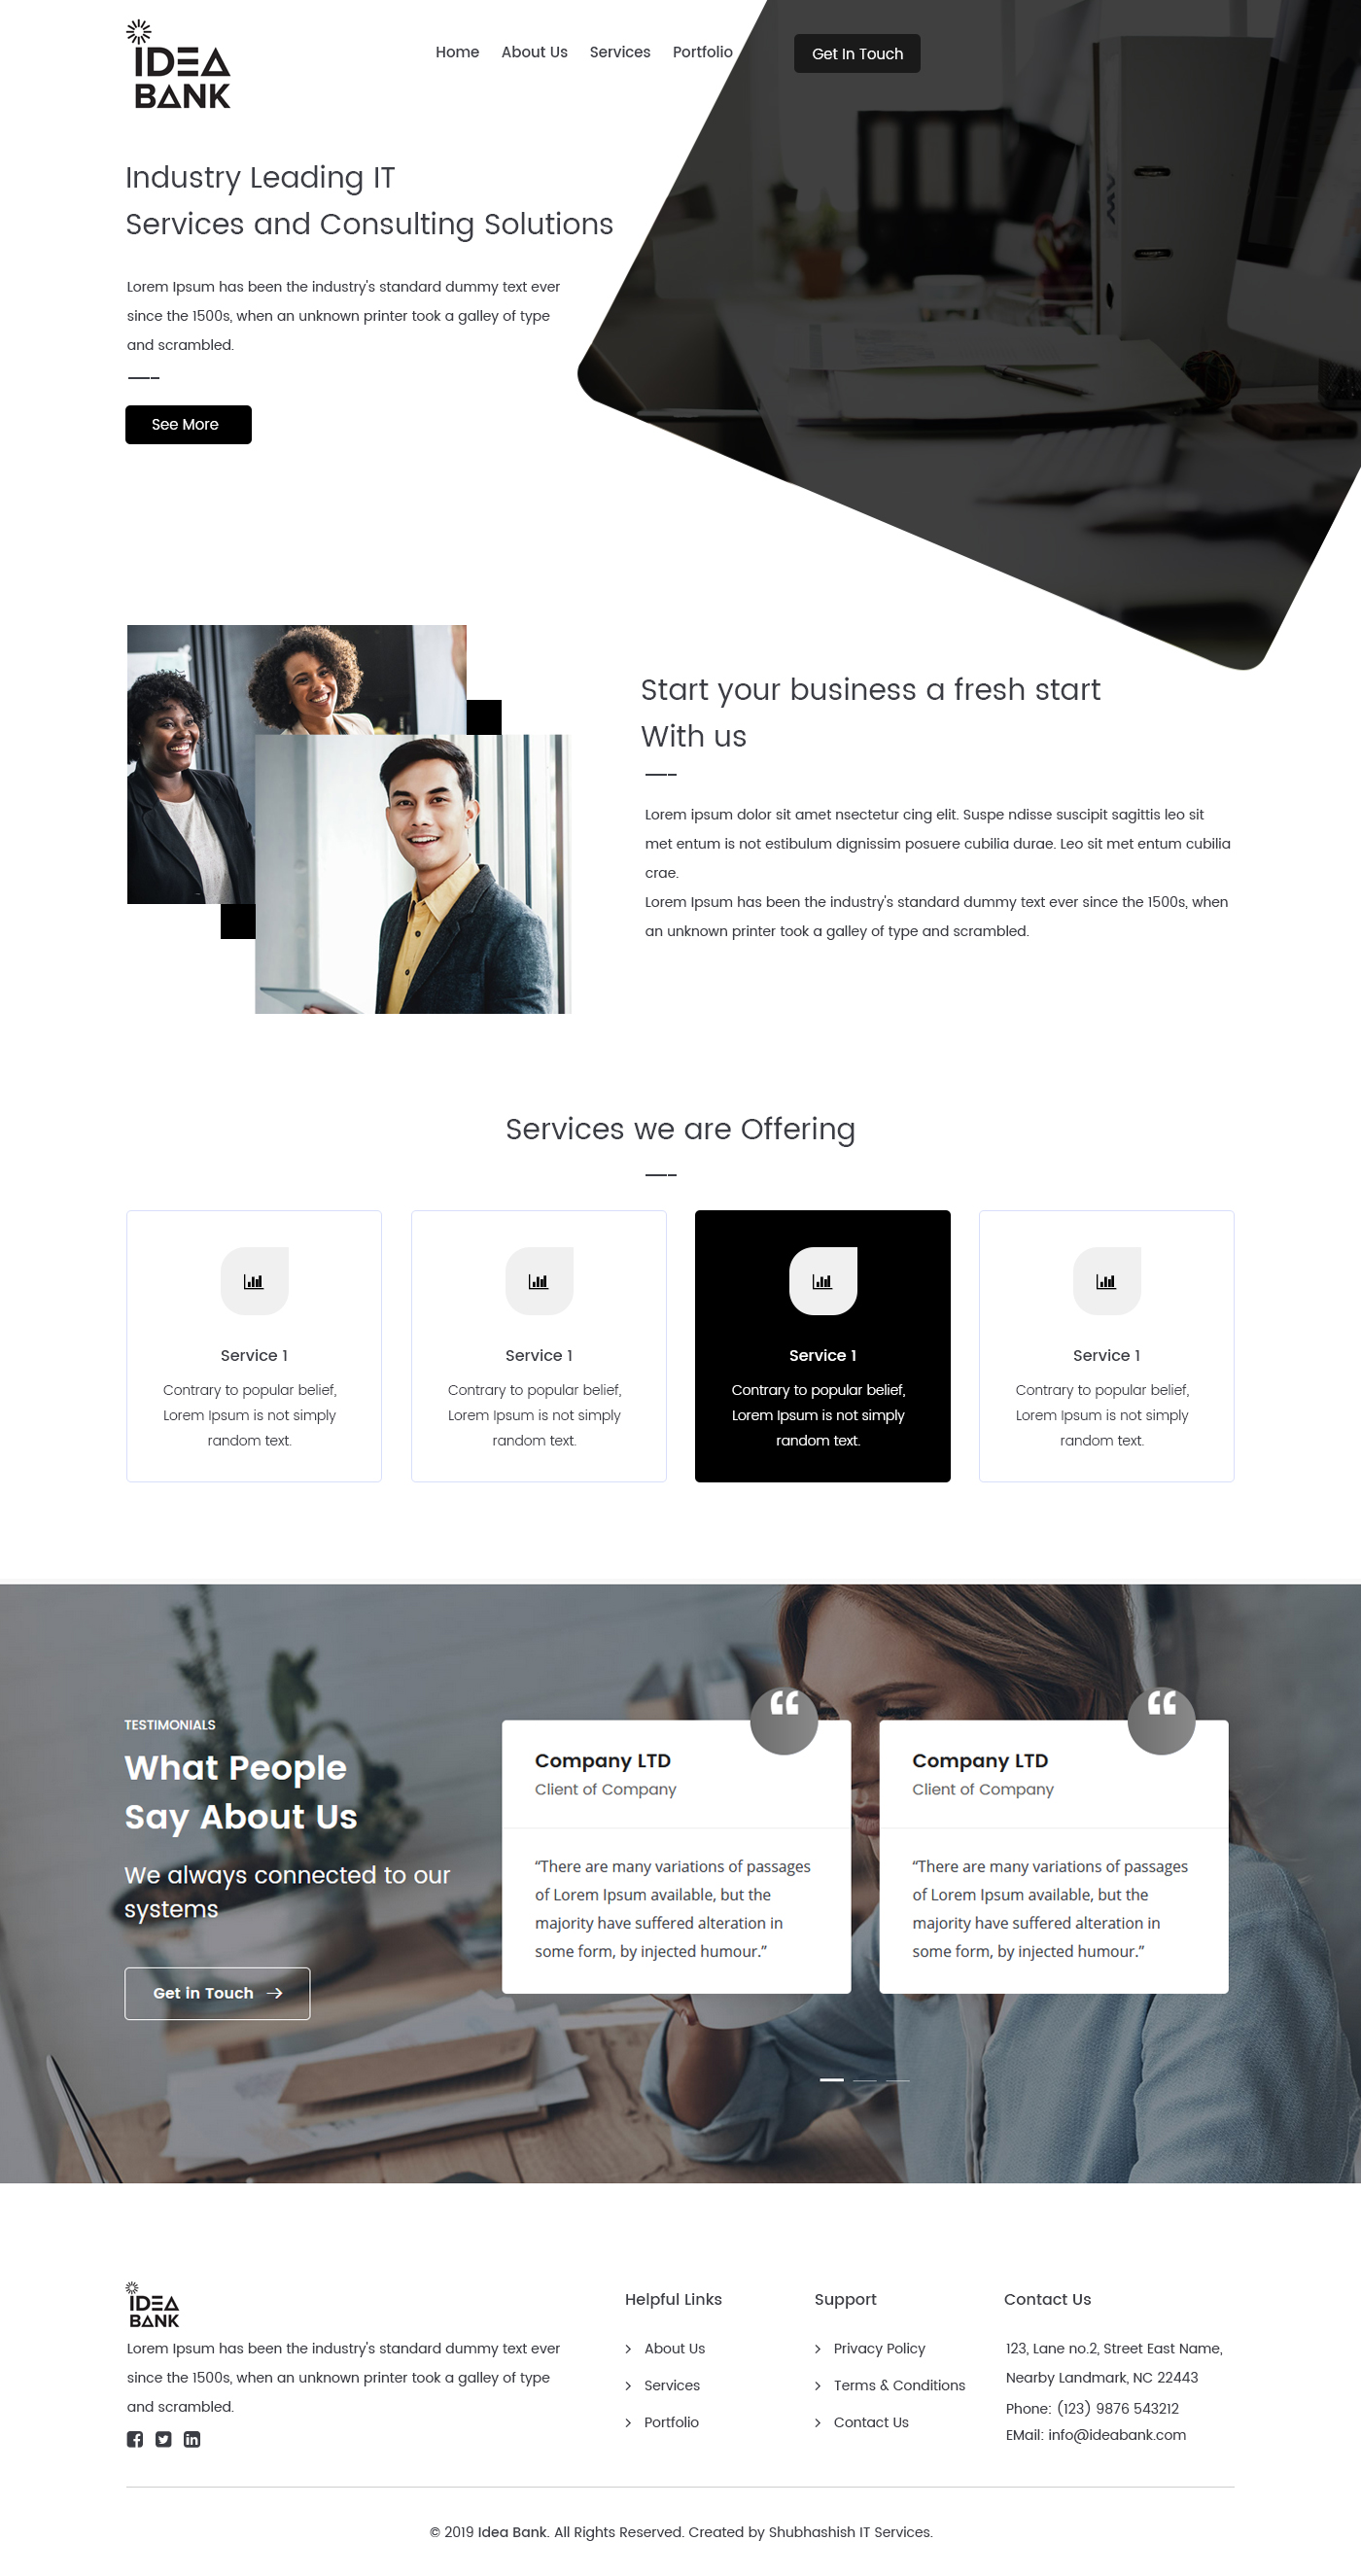 IDEA
BANK
Home About Us Services Portfolio Get In Touch
Industry Leading IT
Services and Consulting Solutions
Lorem Ipsum has been the industry's standard dummy text ever
since the 1500s, when an unknown printer took a galley of type
and scrambled.
See More
Start your business a fresh start
With us
Lorem ipsum dolor sit amet nsectetur cing elit. Suspe ndisse suscipit sagittis leo sit
met entum is not estibulum dignissim posuere cubilia durae. Leo sit met entum cubilia
crae.
Lorem Ipsum has been the industry's standard dummy text ever since the 1500s, when
an unknown printer took a galley of type and scrambled.
Services we are Offering
Service 1
Contrary to popular belief,
Lorem Ipsum is not simply
random text.
Service 1
Contrary to popular belief,
Lorem Ipsum is not simply
random text.
Service 1
Contrary to popular belief,
Lorem Ipsum is not simply
random text.
Service 1
Contrary to popular belief,
Lorem Ipsum is not simply
random text.
TESTIMONIALS
What People
Say About Us
We always connected to our
systems
Get in Touch
Company LTD
Client of Company
“There are many variations of passages
of Lorem Ipsum available, but the
majority have suffered alteration in
some form, by injected humour.”
Company LTD
Client of Company
“There are many variations of passages
of Lorem Ipsum available, but the
majority have suffered alteration in
some form, by injected humour.”
IDEA
BANK
Lorem Ipsum has been the industry's standard dummy text ever
since the 1500s, when an unknown printer took a galley of type
and scrambled.
Helpful Links
About Us
Services
Portfolio
Support
Privacy Policy
Terms & Conditions
Contact Us
Contact Us
123, Lane no.2, Street East Name,
Nearby Landmark, NC 22443
Phone: (123) 9876 543212
EMail: info@ideabank.com
© 2019 Idea Bank. All Rights Reserved. Created by Shubhashish IT Services.